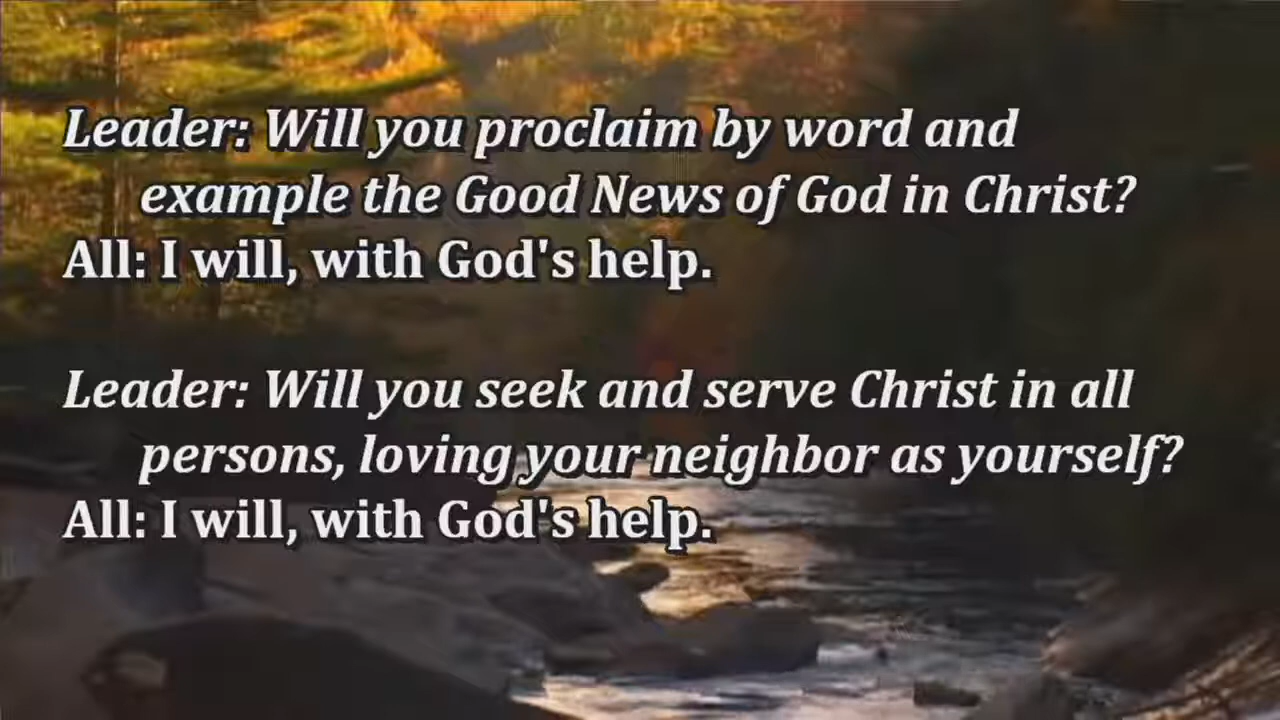 Leader: Will you proclaim by word and
example the Good News of God in Christ?
All: I will, with God's help.
Leader: Will you seek and serve Christ in all
persons, loving your neighbor as yourself?
All: I will, with God's help.